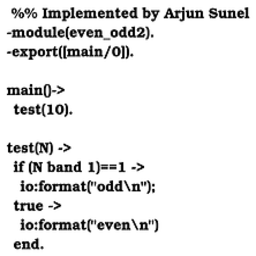 %% Implemented by Arjun Sunel
-module(even_odd2).
-export([main/0]).
main()->
test(10).
test(N) ->
if (N band 1)==1 ->
io:format("odd\n");
true ->
io:format("even\n")
end.